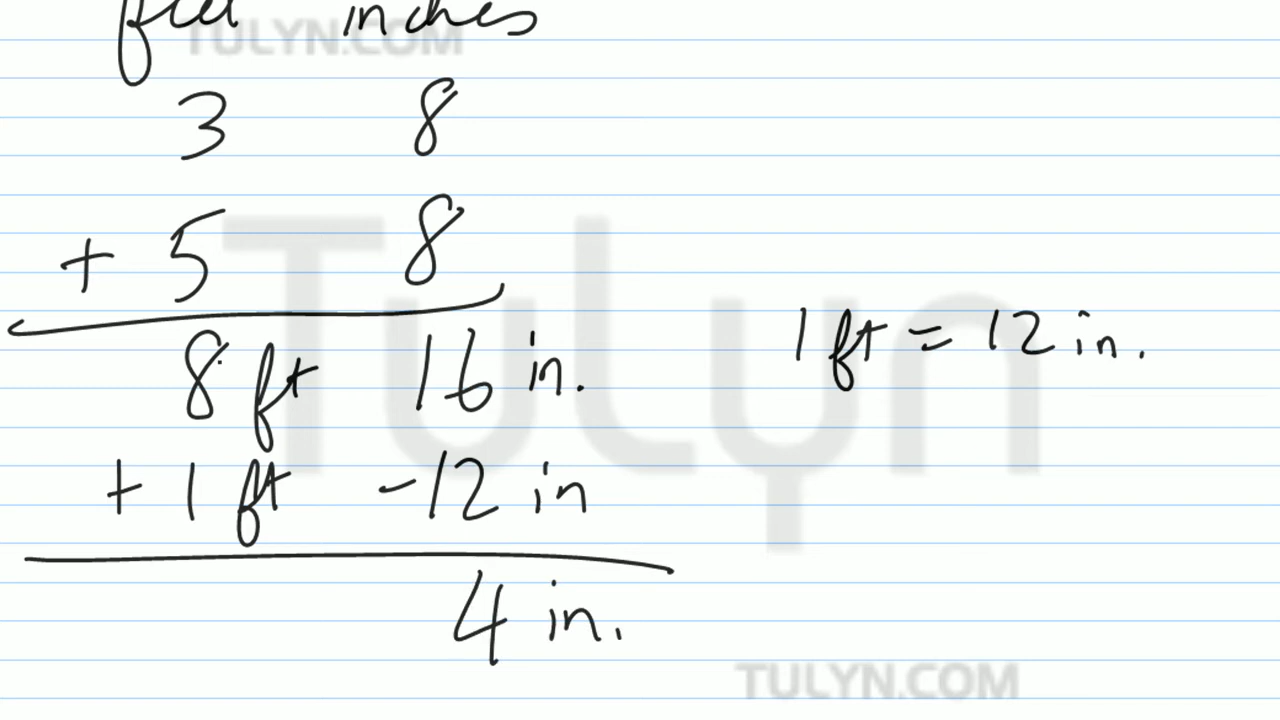 feet inches
TULYN.COM
3 8
+ 5 8
Tulyn
8 ft 16 in.
1 ft = 12 in.
+ 1 ft -12 in
4 in.
TULYN.COM